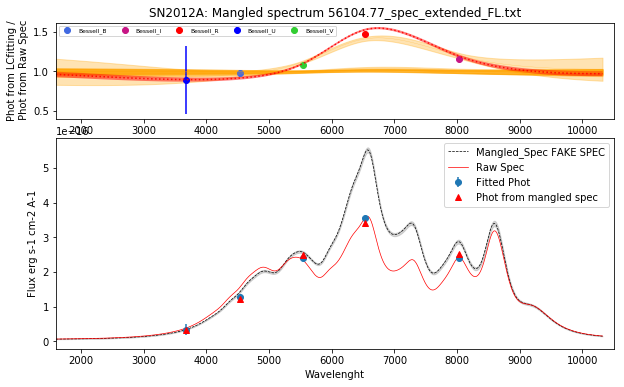 SN2012A: Mangled spectrum 56104.77_spec_extended_FL.txt
Phot from LCfitting /
Phot from Raw Spec
Bessell_B
Bessell_I
Bessell_R
Bessell_U
Bessell_V
1.5
1.0
0.5
2000 3000 4000 5000 6000 7000 8000 9000 10000
1e−16
Flux erg s-1 cm-2 A-1
5
4
3
2
1
0
Mangled_Spec FAKE SPEC
Raw Spec
Fitted Phot
Phot from mangled spec
2000 3000 4000 5000 6000 7000 8000 9000 10000
Wavelenght